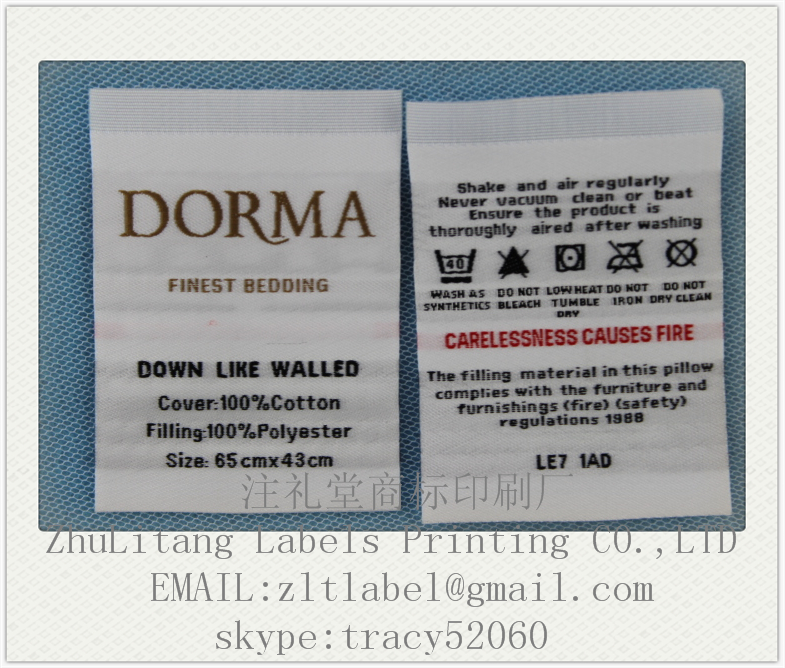 DORMA
FINEST BEDDING
DOWN LIKE WALLED
Cover:100%Cotton
Filling:100%Polyester
Size: 65cmx43cm
Shake and air regularly
Never vacuum clean or beat
Ensure the product is
thoroughly aired after washing
40
WASH AS DO NOT LOW HEAT DO NOT DO NOT
SYNTHETICS BLEACH TUMBLE IRON DRY CLEAN
DRY
CARELESSNESS CAUSES FIRE
The filling material in this pillow
complies with the furniture and
furnishings (fire) (safety)
regulations 1988
LE7 1AD
注礼堂商标印刷厂
ZhuLitang Labels Printing CO.,LTD
EMAIL:zltlabel@gmail.com
skype:tracy52060